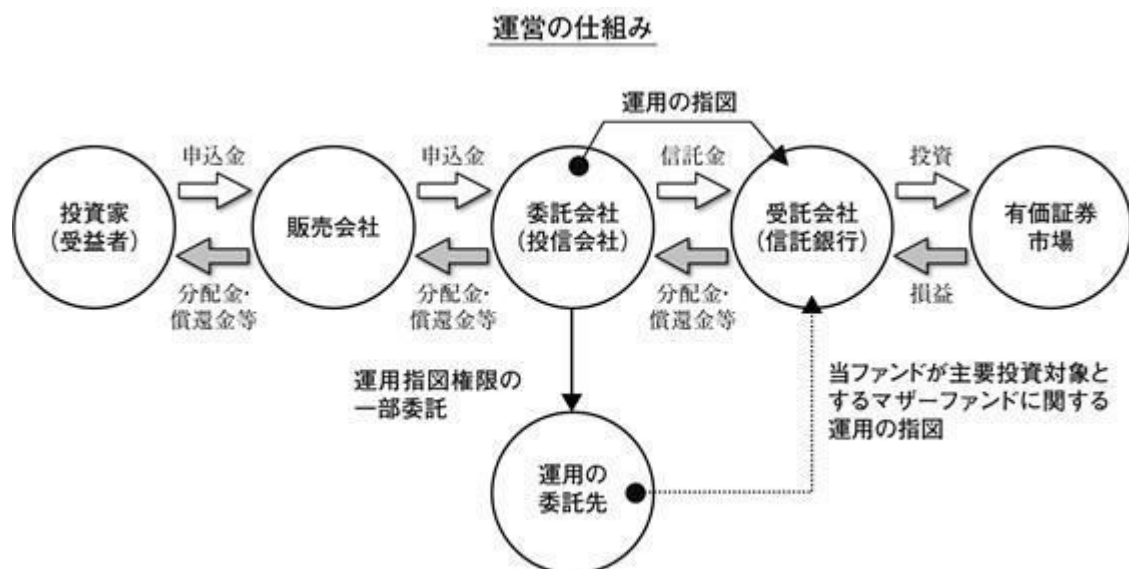 運営の仕組み
運用の指図
申込金
申込金
信託金
投資
投資家
(受益者)
販売会社
委託会社
(投信会社)
受託会社
(信託銀行)
有価証券
市場
分配金・
償還金等
分配金・
償還金等
分配金・
償還金等
損益
運用指図権限の
一部委託
当ファンドが主要投資対象と
するマザーファンドに関する
運用の指図
運用の
委託先